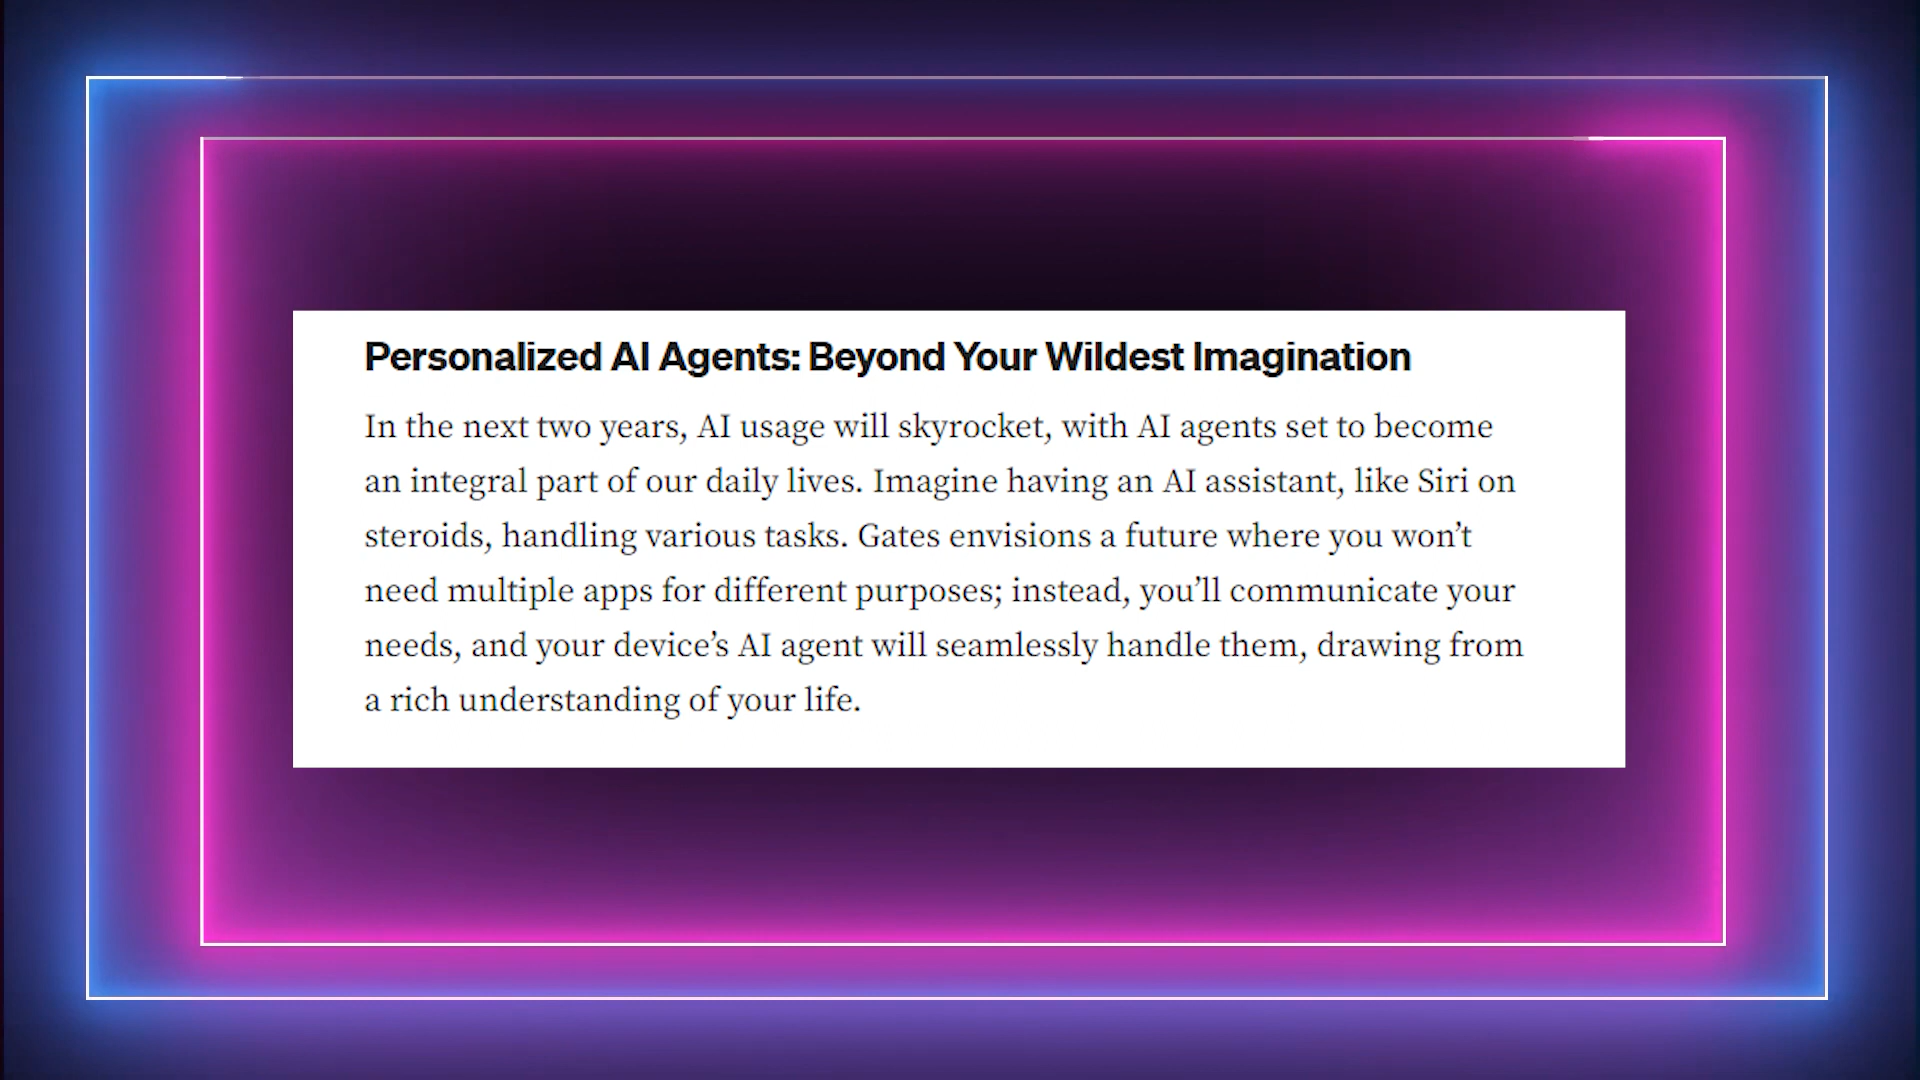 Personalized AI Agents: Beyond Your Wildest Imagination
In the next two years, AI usage will skyrocket, with AI agents set to become
an integral part of our daily lives. Imagine having an AI assistant, like Siri on
steroids, handling various tasks. Gates envisions a future where you won’t
need multiple apps for different purposes; instead, you’ll communicate your
needs, and your device’s AI agent will seamlessly handle them, drawing from
a rich understanding of your life.